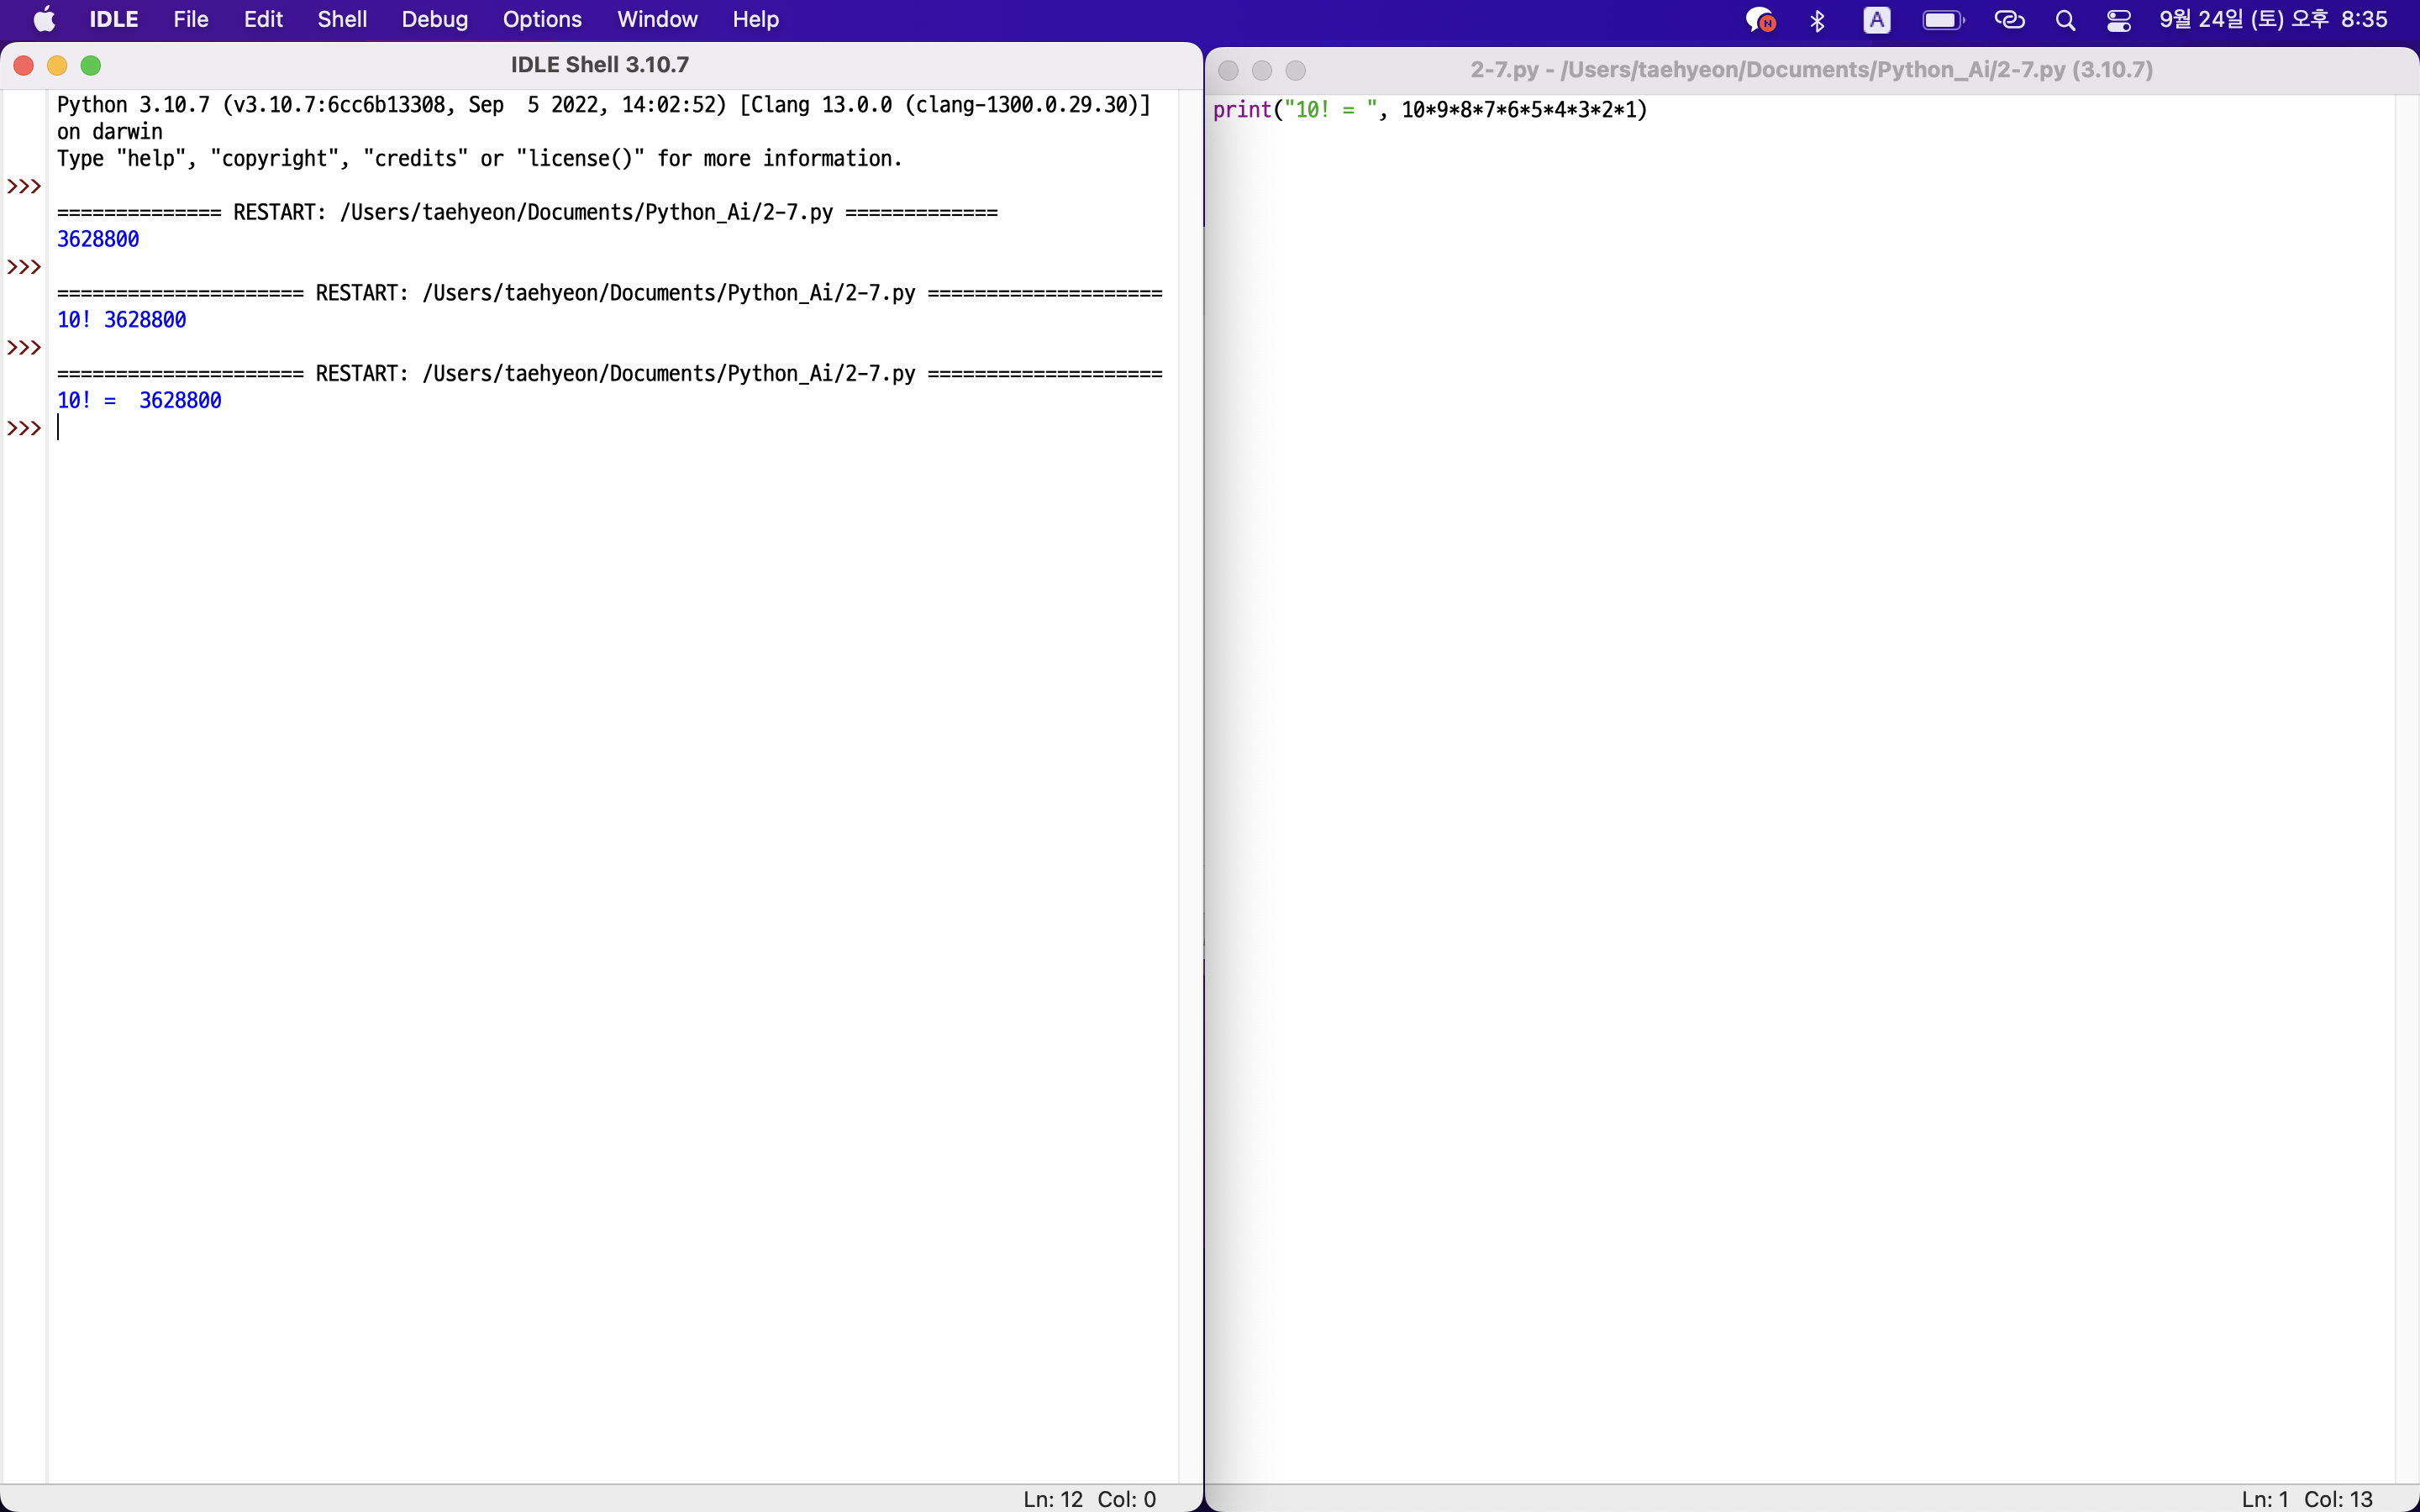 IDLE File Edit Shell Debug Options Window Help A 9월 24일 (토) 오후 8:35
IDLE Shell 3.10.7
Python 3.10.7 (v3.10.7:6cc6b13308, Sep  5 2022, 14:02:52) [Clang 13.0.0 (clang-1300.0.29.30)]
on darwin
Type "help", "copyright", "credits" or "license()" for more information.
>>>
============== RESTART: /Users/taehyeon/Documents/Python_Ai/2-7.py =============
3628800
>>>
===================== RESTART: /Users/taehyeon/Documents/Python_Ai/2-7.py ====================
10! 3628800
>>>
===================== RESTART: /Users/taehyeon/Documents/Python_Ai/2-7.py ====================
10! =  3628800
>>>
Ln: 12 Col: 0
2-7.py - /Users/taehyeon/Documents/Python_Ai/2-7.py (3.10.7)
print("10! = ", 10*9*8*7*6*5*4*3*2*1)
Ln: 1 Col: 13